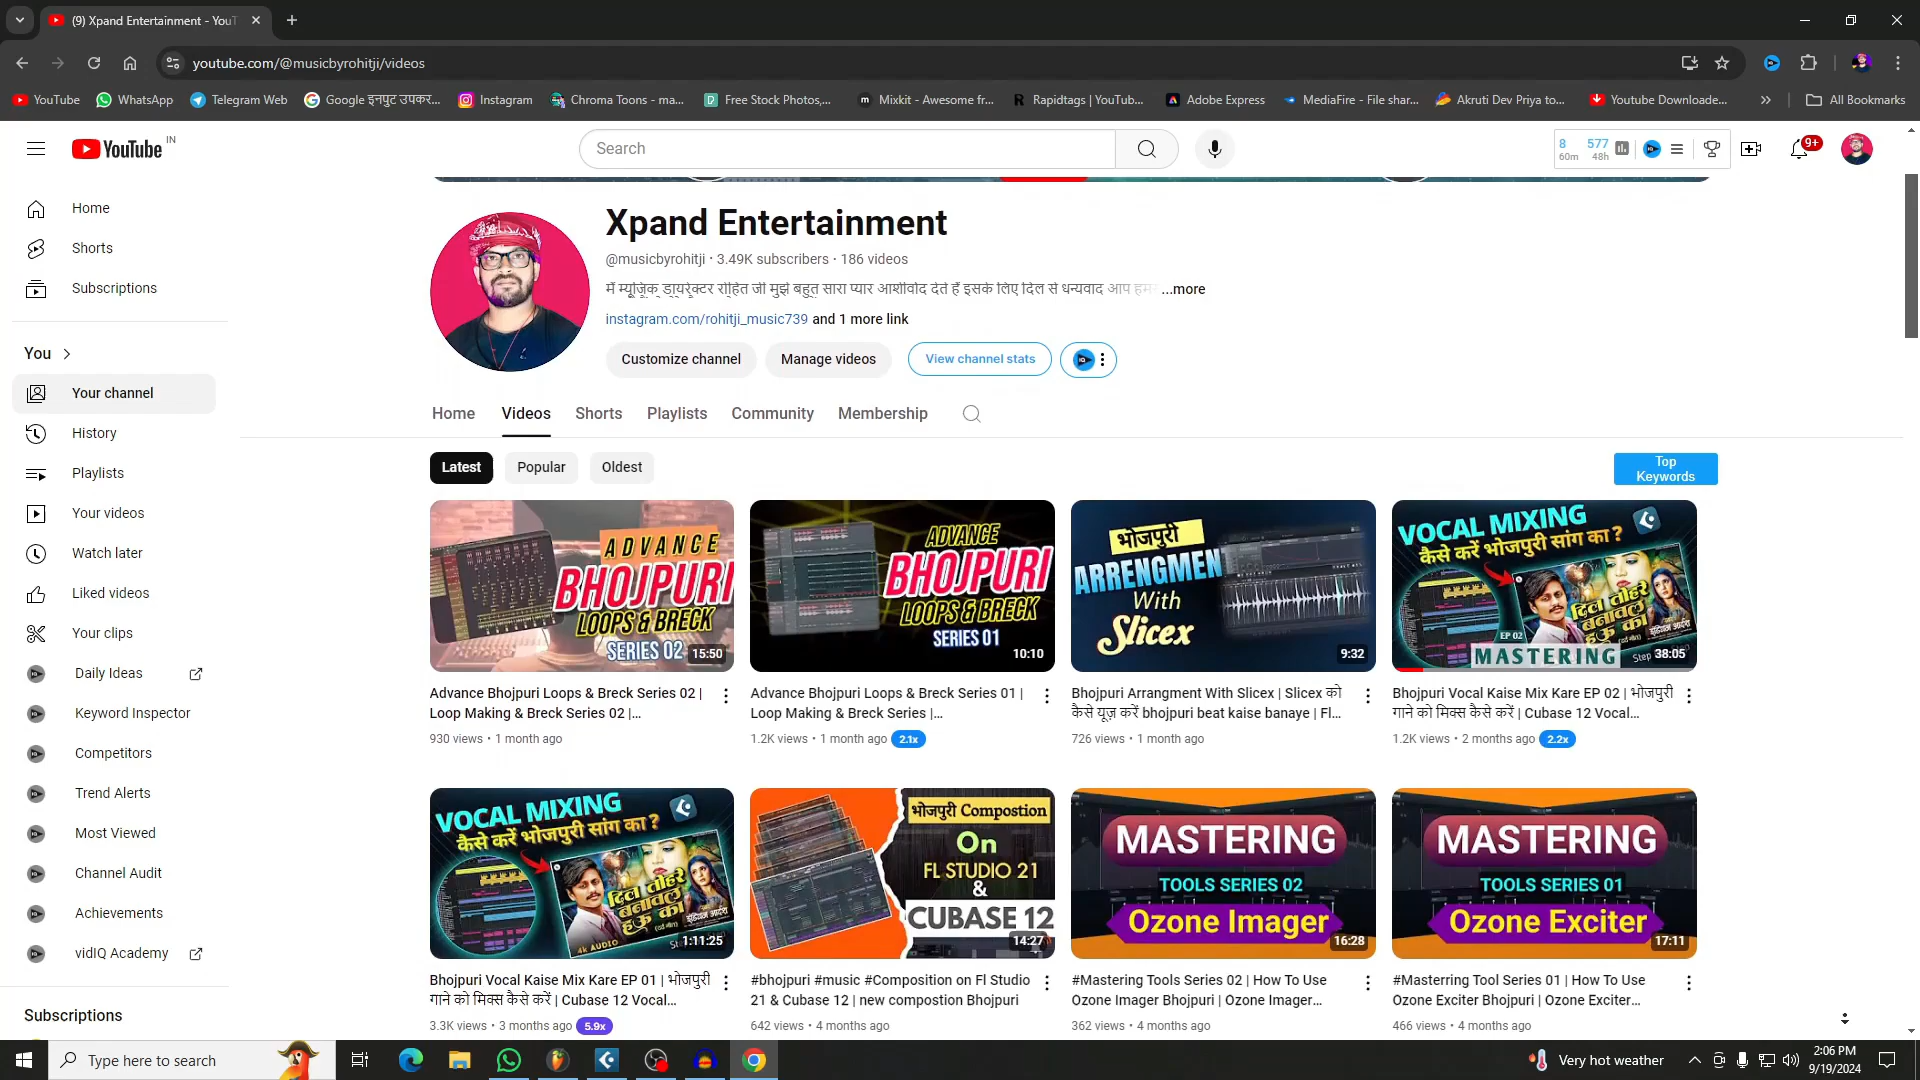 (9) Xpand Entertainment - YouT
youtube.com/@musicbyrohitji/videos
YouTube
WhatsApp
Telegram Web
Google इनपुट उपकर...
Instagram
Chroma Toons - ma...
Free Stock Photos,...
Mixkit - Awesome fr...
Rapidtags | YouTub...
Adobe Express
MediaFire - File shar...
Akruti Dev Priya to...
Youtube Downloade...
All Bookmarks
YouTube IN
Search
8 577
60m 48h
9+
Home
Shorts
Subscriptions
You
Your channel
History
Playlists
Your videos
Watch later
Liked videos
Your clips
Daily Ideas
Keyword Inspector
Competitors
Trend Alerts
Most Viewed
Channel Audit
Achievements
vidIQ Academy
Subscriptions
Xpand Entertainment
@musicbyrohitji • 3.49K subscribers • 186 videos
में म्यूजिक डायरेक्टर रोहित जी मुझे बहुत सारा प्यार आशीर्वाद देते हैं इसके लिए दिल से धन्यवाद आप हम ...more
instagram.com/rohitji_music739 and 1 more link
Customize channel
Manage videos
View channel stats
Home
Videos
Shorts
Playlists
Community
Membership
Latest
Popular
Oldest
Top
Keywords
ADVANCE
BHOJPURI
LOOPS & BRECK
SERIES 02
15:50
ADVANCE
BHOJPURI
LOOPS & BRECK
SERIES 01
10:10
भोजपुरी
ARRENGMEN
With
Slicex
9:32
VOCAL MIXING
कैसे करें भोजपुरी सांग का ?
दिल तोहरे
बनावल
हऊ का
EP 02
MASTERING
Step
38:05
Advance Bhojpuri Loops & Breck Series 02 |
Loop Making & Breck Series 02 |...
930 views • 1 month ago
Advance Bhojpuri Loops & Breck Series 01 |
Loop Making & Breck Series |...
1.2K views • 1 month ago 2.1x
Bhojpuri Arrangment With Slicex | Slicex को
कैसे यूज़ करें bhojpuri beat kaise banaye | Fl...
726 views • 1 month ago
Bhojpuri Vocal Kaise Mix Kare EP 02 | भोजपुरी
गाने को मिक्स कैसे करें | Cubase 12 Vocal...
1.2K views • 2 months ago 2.2x
VOCAL MIXING
कैसे करें भोजपुरी सांग का ?
दिल तोहरे
बनावल
हऊ का
4k AUDIO
Step
1:11:25
भोजपुरी Compostion
On
FL STUDIO 21
&
CUBASE 12
14:27
MASTERING
TOOLS SERIES 02
Ozone Imager
16:28
MASTERING
TOOLS SERIES 01
Ozone Exciter
17:11
Bhojpuri Vocal Kaise Mix Kare EP 01 | भोजपुरी
गाने को मिक्स कैसे करें | Cubase 12 Vocal...
3.3K views • 3 months ago 5.9x
#bhojpuri #music #Composition on Fl Studio
21 & Cubase 12 | new compostion Bhojpuri
642 views • 4 months ago
#Mastering Tools Series 02 | How To Use
Ozone Imager Bhojpuri | Ozone Imager...
362 views • 4 months ago
#Masterring Tool Series 01 | How To Use
Ozone Exciter Bhojpuri | Ozone Exciter...
466 views • 4 months ago
Type here to search
Very hot weather
2:06 PM
9/19/2024